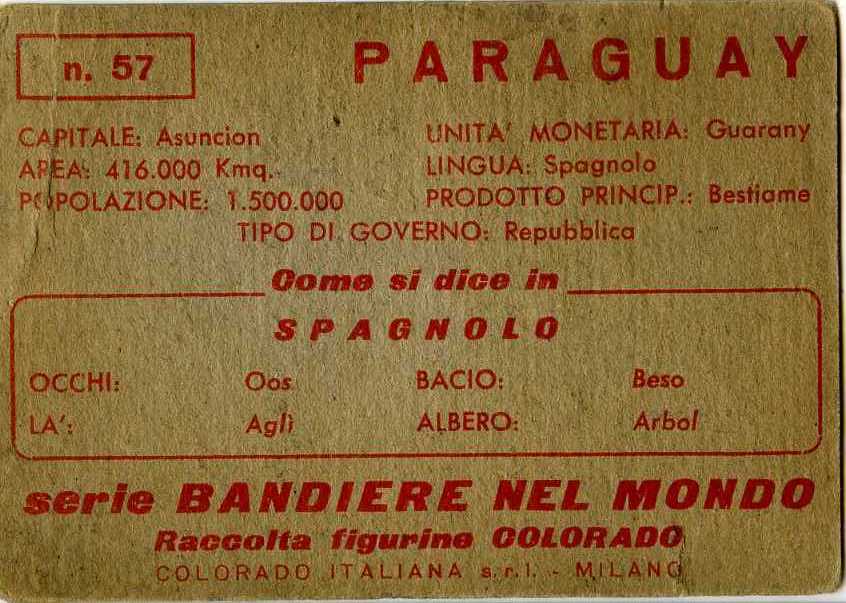 n. 57
PARAGUAY
CAPITALE: Asuncion
AREA: 416.000 Kmq.
POPOLAZIONE: 1.500.000
UNITA' MONETARIA: Guarany
LINGUA: Spagnolo
PRODOTTO PRINCIP.: Bestiame
TIPO DI GOVERNO: Repubblica
Come si dice in
SPAGNOLO
OCCHI: Oos BACIO: Beso
LA': Aglì ALBERO: Arbol
serie BANDIERE NEL MONDO
Raccolta figurine COLORADO
COLORADO ITALIANA s.r.l. - MILANO